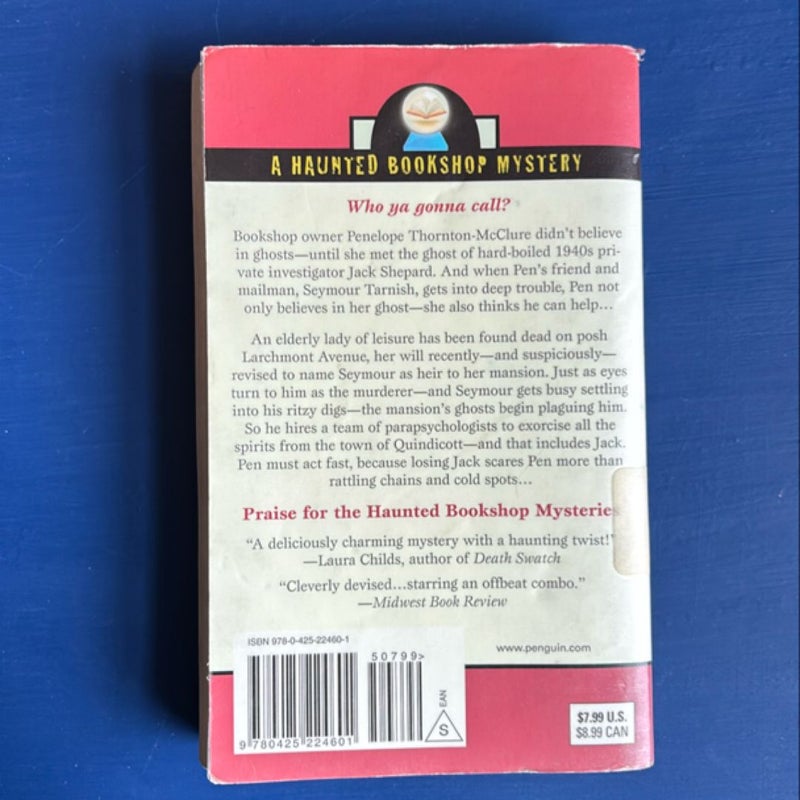 A HAUNTED BOOKSHOP MYSTERY
Who ya gonna call?
Bookshop owner Penelope Thornton-McClure didn't believe
in ghosts—until she met the ghost of hard-boiled 1940s pri-
vate investigator Jack Shepard. And when Pen's friend and
mailman, Seymour Tarnish, gets into deep trouble, Pen not
only believes in her ghost—she also thinks he can help...
An elderly lady of leisure has been found dead on posh
Larchmont Avenue, her will recently—and suspiciously—
revised to name Seymour as heir to her mansion. Just as eyes
turn to him as the murderer—and Seymour gets busy settling
into his ritzy digs—the mansion's ghosts begin plaguing him.
So he hires a team of parapsychologists to exorcise all the
spirits from the town of Quindicott—and that includes Jack.
Pen must act fast, because losing Jack scares Pen more than
rattling chains and cold spots...
Praise for the Haunted Bookshop Mysteries
"A deliciously charming mystery with a haunting twist!"
—Laura Childs, author of Death Swatch
"Cleverly devised...starring an offbeat combo."
—Midwest Book Review
ISBN 978-0-425-22460-1
50799>
www.penguin.com
EAN
S
9 780425 224601
$7.99 U.S.
$8.99 CAN